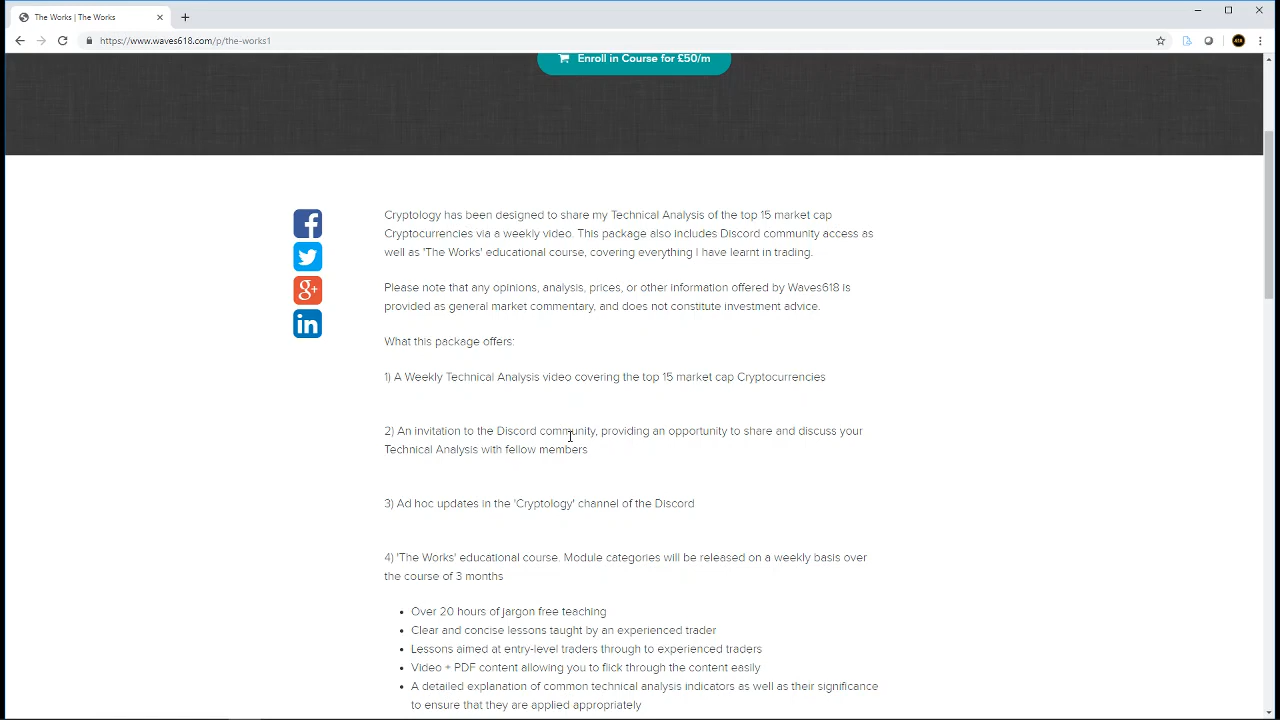 The Works | The Works
https://www.waves618.com/p/the-works1
Enroll in Course for £50/m
Cryptology has been designed to share my Technical Analysis of the top 15 market cap
Cryptocurrencies via a weekly video. This package also includes Discord community access as
well as 'The Works' educational course, covering everything I have learnt in trading.
Please note that any opinions, analysis, prices, or other information offered by Waves618 is
provided as general market commentary, and does not constitute investment advice.
What this package offers:
1) A Weekly Technical Analysis video covering the top 15 market cap Cryptocurrencies
2) An invitation to the Discord community, providing an opportunity to share and discuss your
Technical Analysis with fellow members
3) Ad hoc updates in the 'Cryptology' channel of the Discord
4) 'The Works' educational course. Module categories will be released on a weekly basis over
the course of 3 months
• Over 20 hours of jargon free teaching
• Clear and concise lessons taught by an experienced trader
• Lessons aimed at entry-level traders through to experienced traders
• Video + PDF content allowing you to flick through the content easily
• A detailed explanation of common technical analysis indicators as well as their significance
to ensure that they are applied appropriately